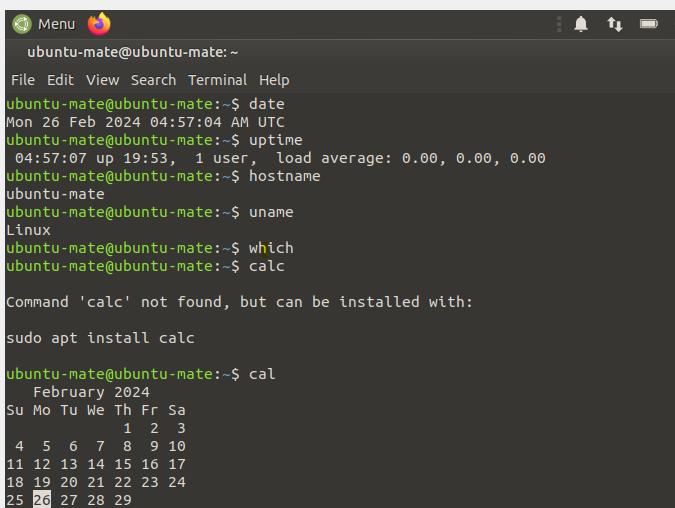 Menu
ubuntu-mate@ubuntu-mate: ~
File Edit View Search Terminal Help
ubuntu-mate@ubuntu-mate:~$ date
Mon 26 Feb 2024 04:57:04 AM UTC
ubuntu-mate@ubuntu-mate:~$ uptime
 04:57:07 up 19:53,  1 user,  load average: 0.00, 0.00, 0.00
ubuntu-mate@ubuntu-mate:~$ hostname
ubuntu-mate
ubuntu-mate@ubuntu-mate:~$ uname
Linux
ubuntu-mate@ubuntu-mate:~$ which
ubuntu-mate@ubuntu-mate:~$ calc
Command 'calc' not found, but can be installed with:
sudo apt install calc
ubuntu-mate@ubuntu-mate:~$ cal
   February 2024
Su Mo Tu We Th Fr Sa
             1  2  3
 4  5  6  7  8  9 10
11 12 13 14 15 16 17
18 19 20 21 22 23 24
25 26 27 28 29